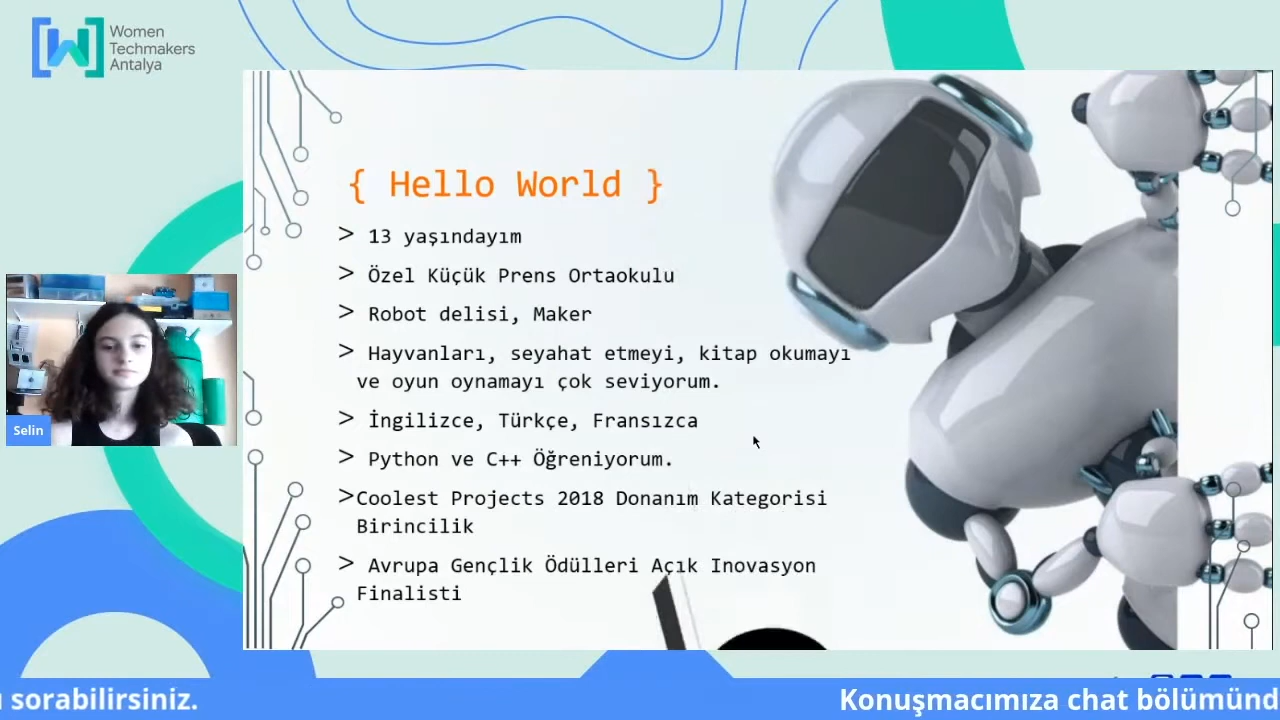 Women
Techmakers
Antalya
{ Hello World }
> 13 yaşındayım
> Özel Küçük Prens Ortaokulu
> Robot delisi, Maker
> Hayvanları, seyahat etmeyi, kitap okumayı
ve oyun oynamayı çok seviyorum.
> İngilizce, Türkçe, Fransızca
> Python ve C++ Öğreniyorum.
>Coolest Projects 2018 Donanım Kategorisi
Birincilik
> Avrupa Gençlik Ödülleri Açık Inovasyon
Finalisti
Selin
sorabilirsiniz.
Konuşmacımıza chat